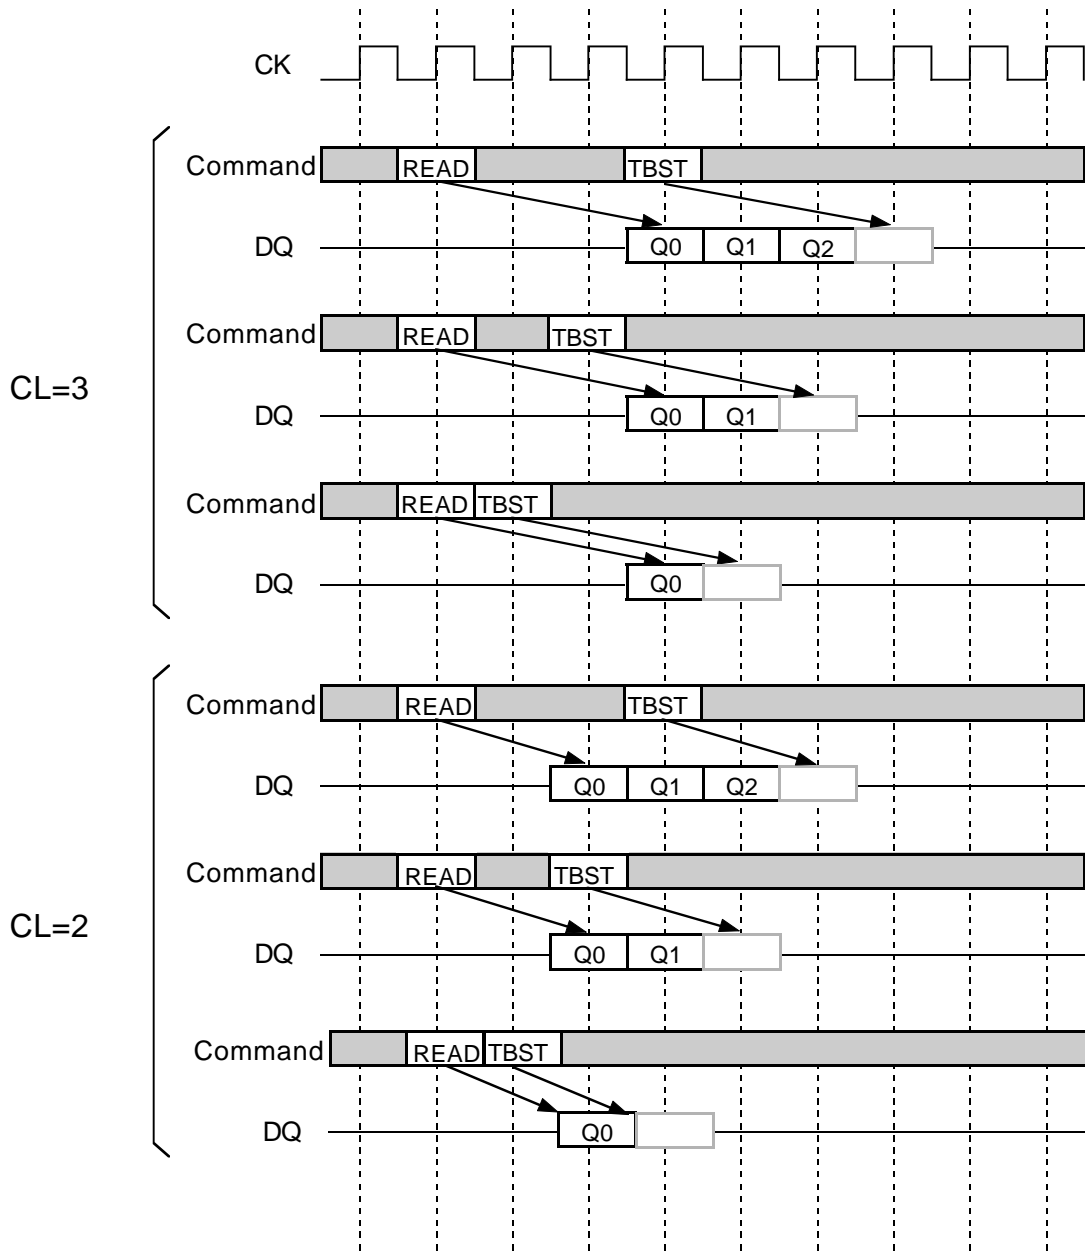 CK
Command READ TBST
DQ Q0 Q1 Q2
Command READ TBST
CL=3
DQ Q0 Q1
Command READ TBST
DQ Q0
Command READ TBST
DQ Q0 Q1 Q2
Command READ TBST
CL=2
DQ Q0 Q1
Command READ TBST
DQ Q0